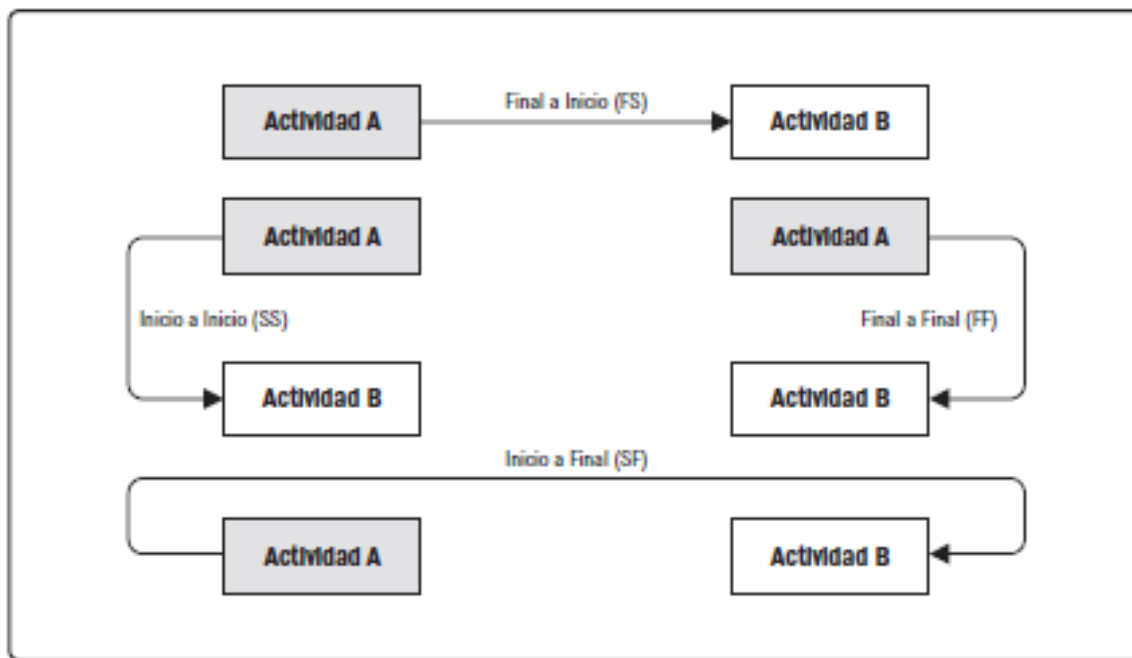 Actividad A
Final a Inicio (FS)
Actividad B
Actividad A
Actividad A
Inicio a Inicio (SS)
Final a Final (FF)
Actividad B
Actividad B
Inicio a Final (SF)
Actividad A
Actividad B